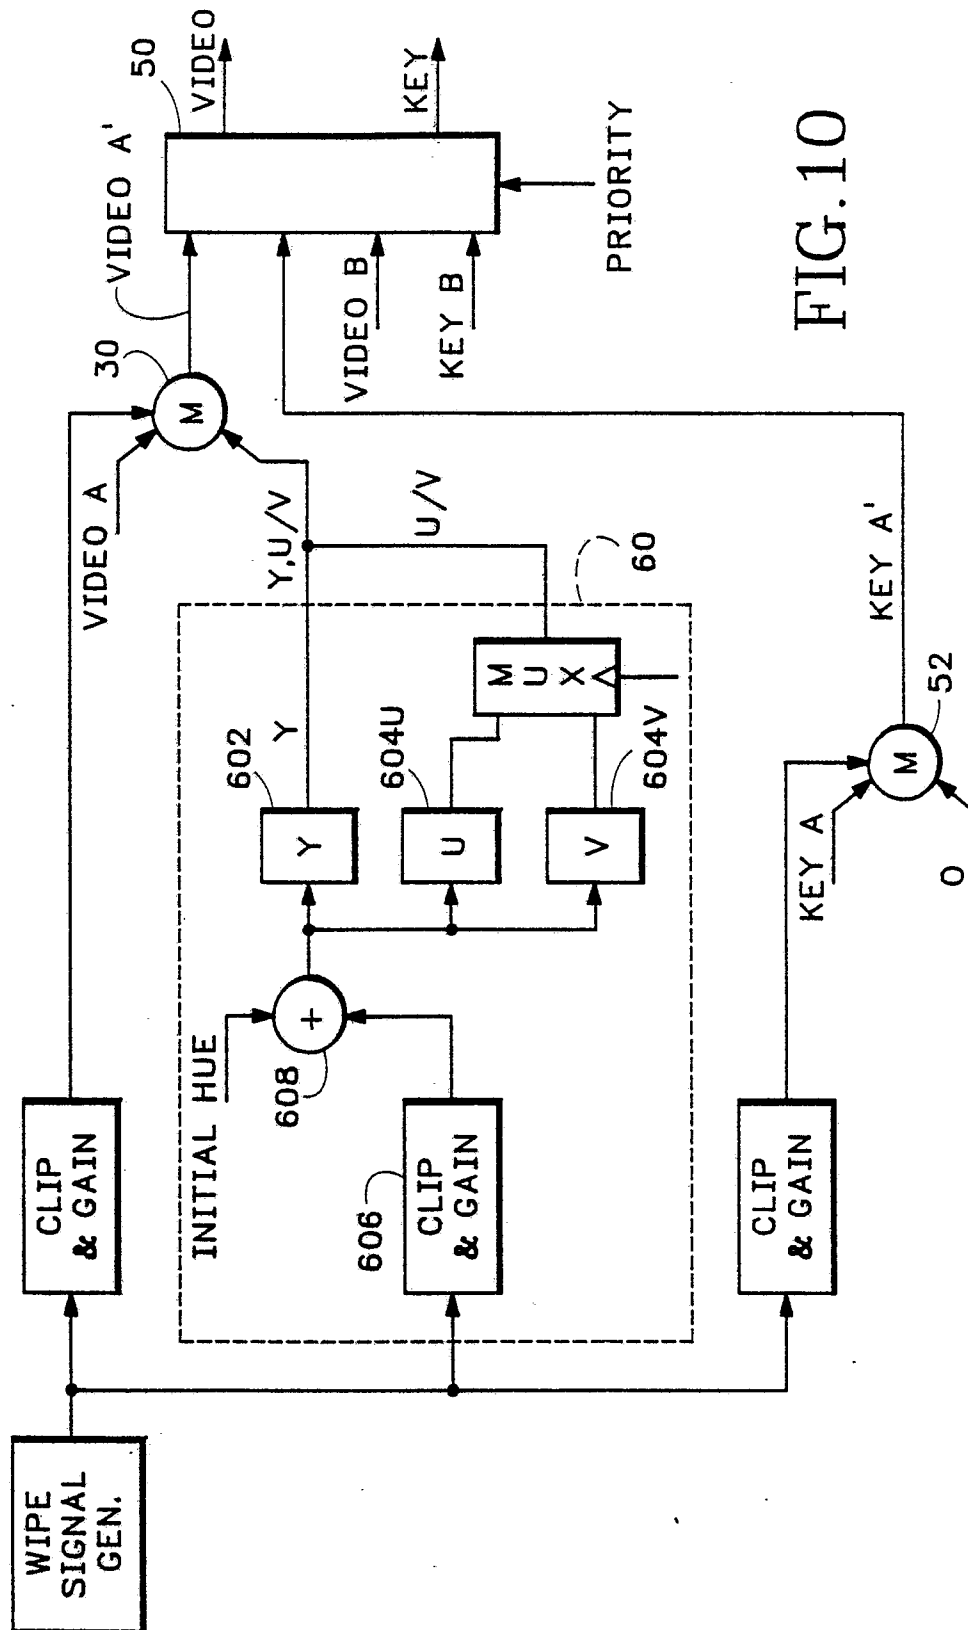 WIPE
SIGNAL
GEN.
CLIP
& GAIN
VIDEO A
30
M
VIDEO A'
50
VIDEO
KEY
VIDEO B
KEY B
PRIORITY
INITIAL HUE
608
+
606
CLIP
& GAIN
602
Y
Y
604U
U
604V
V
M
U
X
Y,U/V
U/V
60
CLIP
& GAIN
KEY A
O
M
52
KEY A'
FIG.10